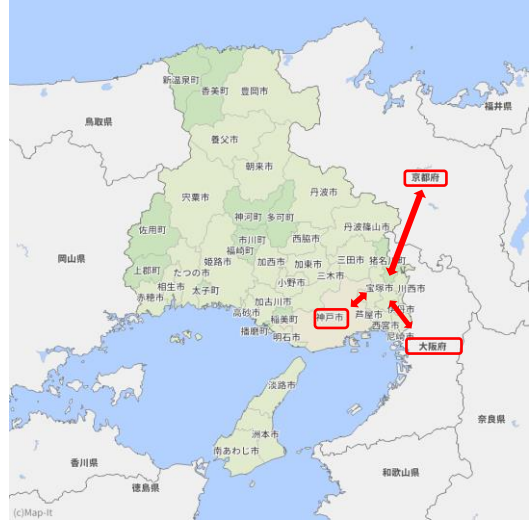 新温泉町
香美町
豊岡市
福井県
鳥取県
養父市
朝来市
京都府
丹波市
宍粟市
神河町
多可町
丹波篠山市
佐用町
市川町
西脇市
福崎町
岡山県
姫路市
加西市
加東市
三田市
猪名川町
上郡町
たつの市
三木市
小野市
宝塚市
川西市
相生市
太子町
赤穂市
加古川市
高砂市
稲美町
神戸市
芦屋市
西宮市
播磨町
明石市
尼崎市
大阪府
淡路市
奈良県
洲本市
南あわじ市
香川県
和歌山県
徳島県
(c)Map-It